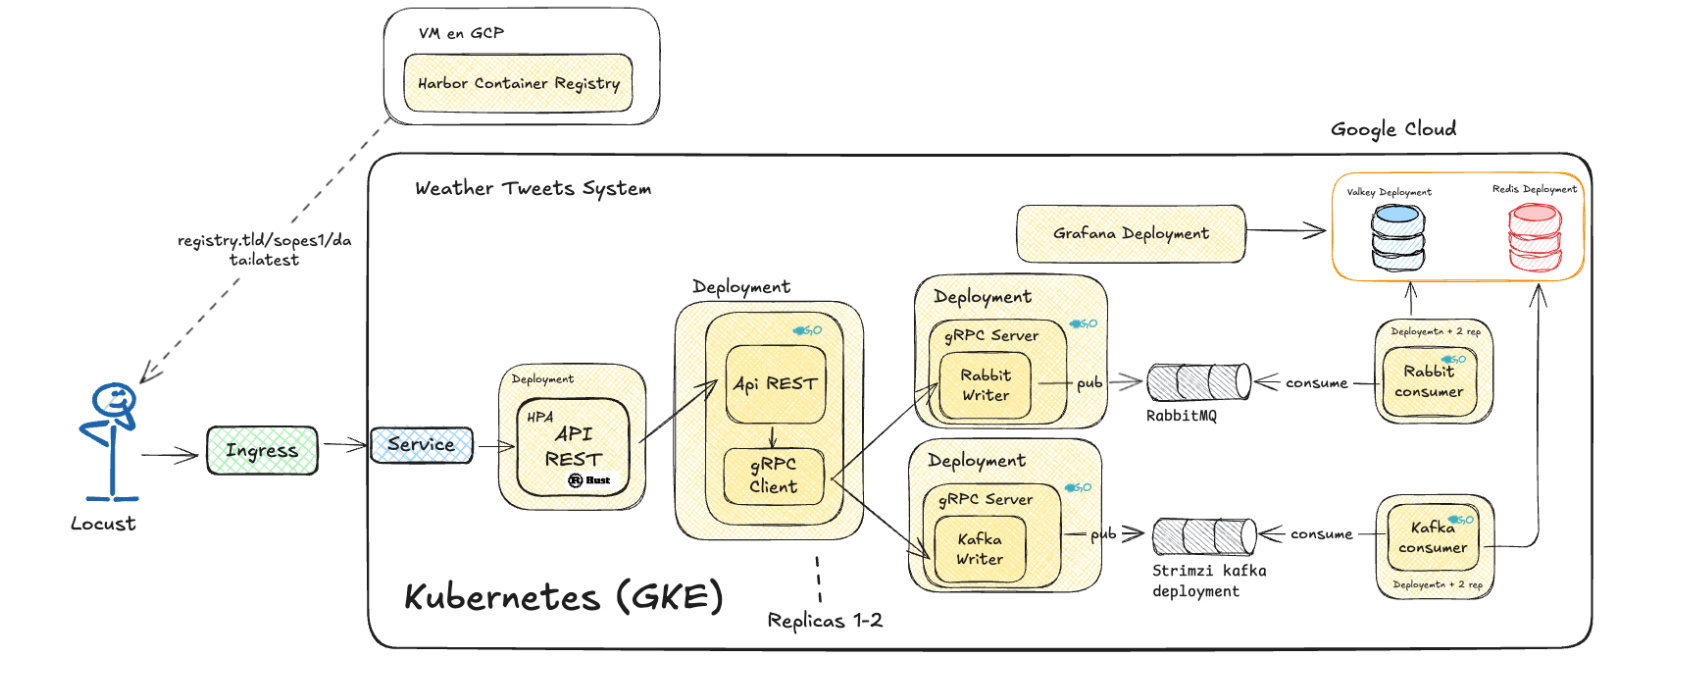 VM en GCP
Harbor Container Registry
Google Cloud
Weather Tweets System
Valkey Deployment
Redis Deployment
registry.tld/sopes1/da
ta:latest
Grafana Deployment
Deployment
Deployment
GO
GO
Deployemtn + 2 rep
gRPC Server
GO
Deployment
Api REST
Rabbit
Writer
pub
consume
Rabbit
consumer
HPA
API
REST
Rust
RabbitMQ
Ingress
Service
gRPC
Client
Deployment
GO
gRPC Server
Locust
Kafka
Writer
pub
consume
GO
Kafka
consumer
Strimzi kafka
deployment
Deployemtn + 2 rep
Kubernetes (GKE)
Replicas 1-2